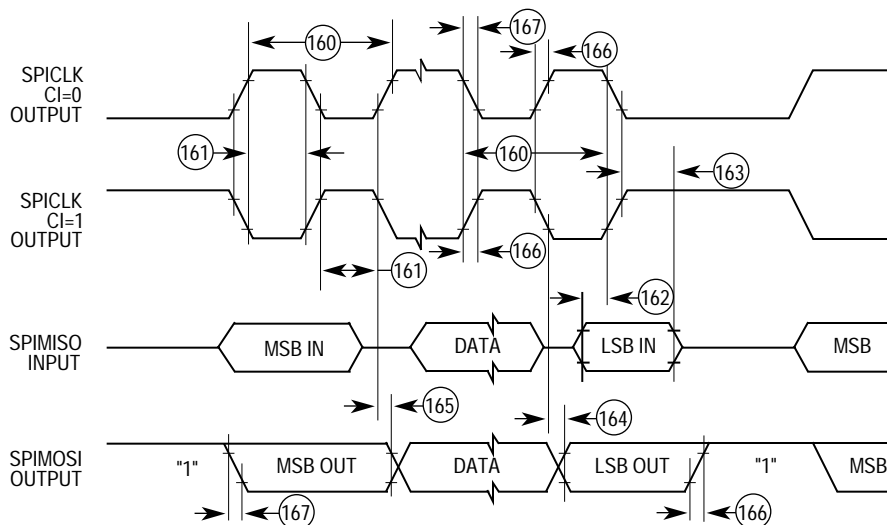 167
160
166
SPICLK
CI=0
OUTPUT
161
160
163
SPICLK
CI=1
OUTPUT
161
166
162
SPIMISO
INPUT
MSB IN
DATA
LSB IN
MSB
165
164
SPIMOSI
OUTPUT
"1"
MSB OUT
DATA
LSB OUT
"1"
MSB
167
166